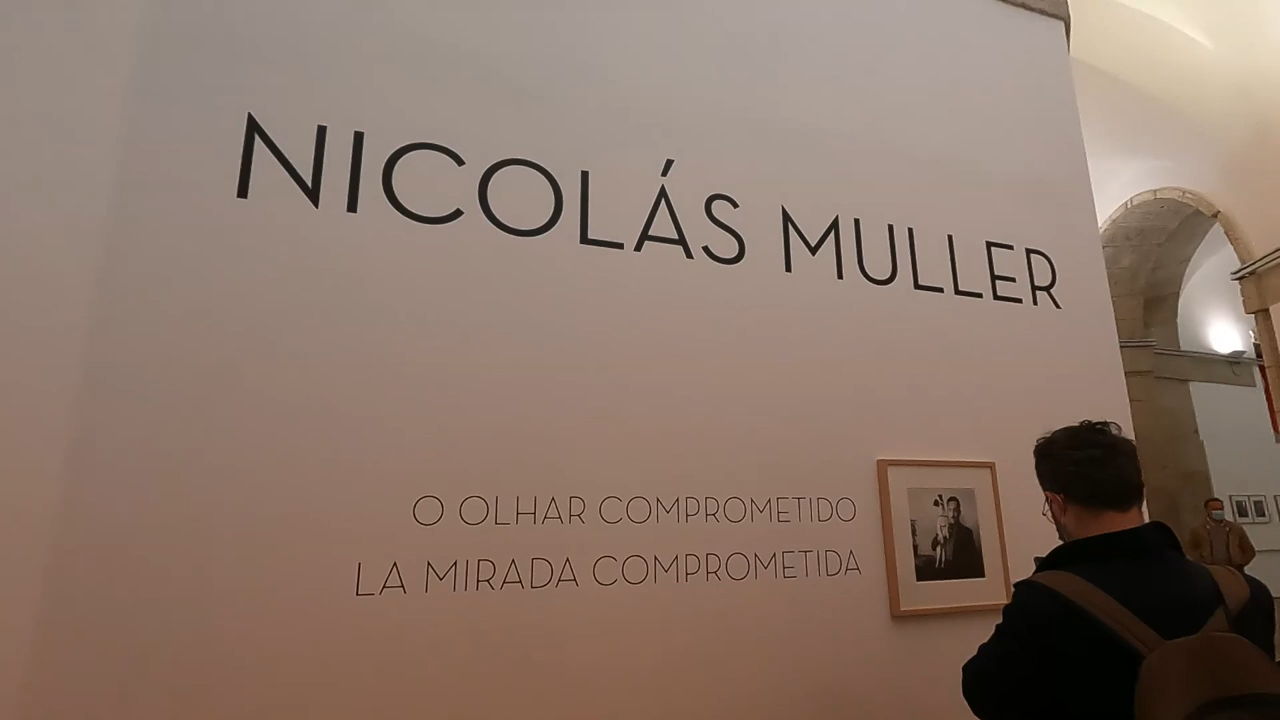 NICOLÁS MULLER
O OLHAR COMPROMETIDO
LA MIRADA COMPROMETIDA